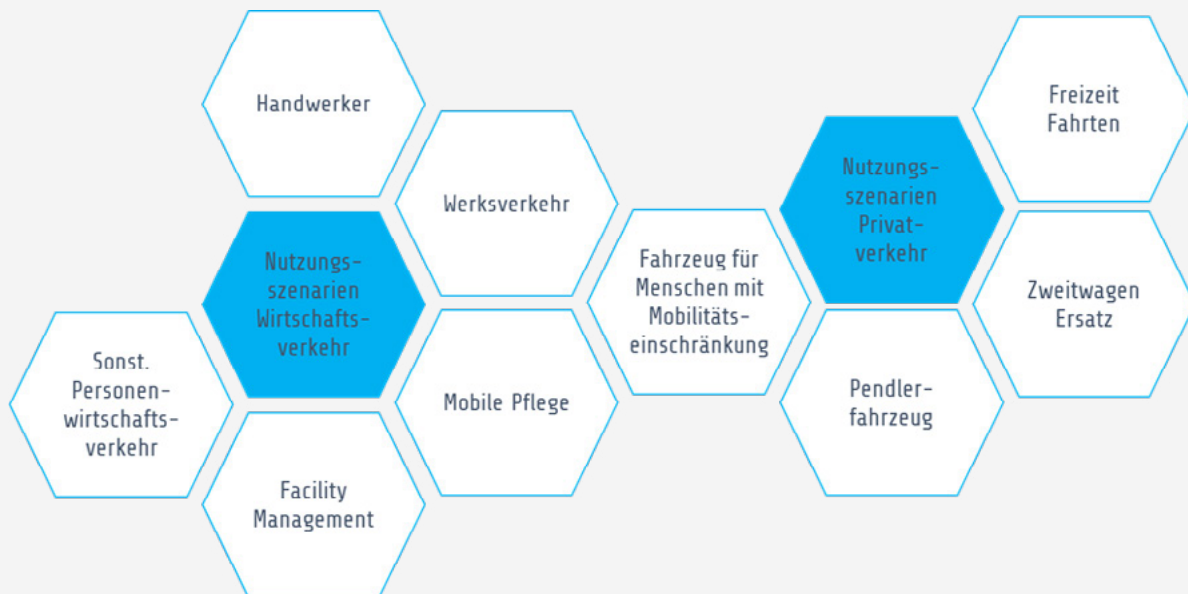 Handwerker
Werksverkehr
Nutzungs-
szenarien
Wirtschafts-
verkehr
Sonst.
Personen-
wirtschafts-
verkehr
Mobile Pflege
Facility
Management
Fahrzeug für
Menschen mit
Mobilitäts-
einschränkung
Nutzungs-
szenarien
Privat-
verkehr
Freizeit
Fahrten
Zweitwagen
Ersatz
Pendler-
fahrzeug